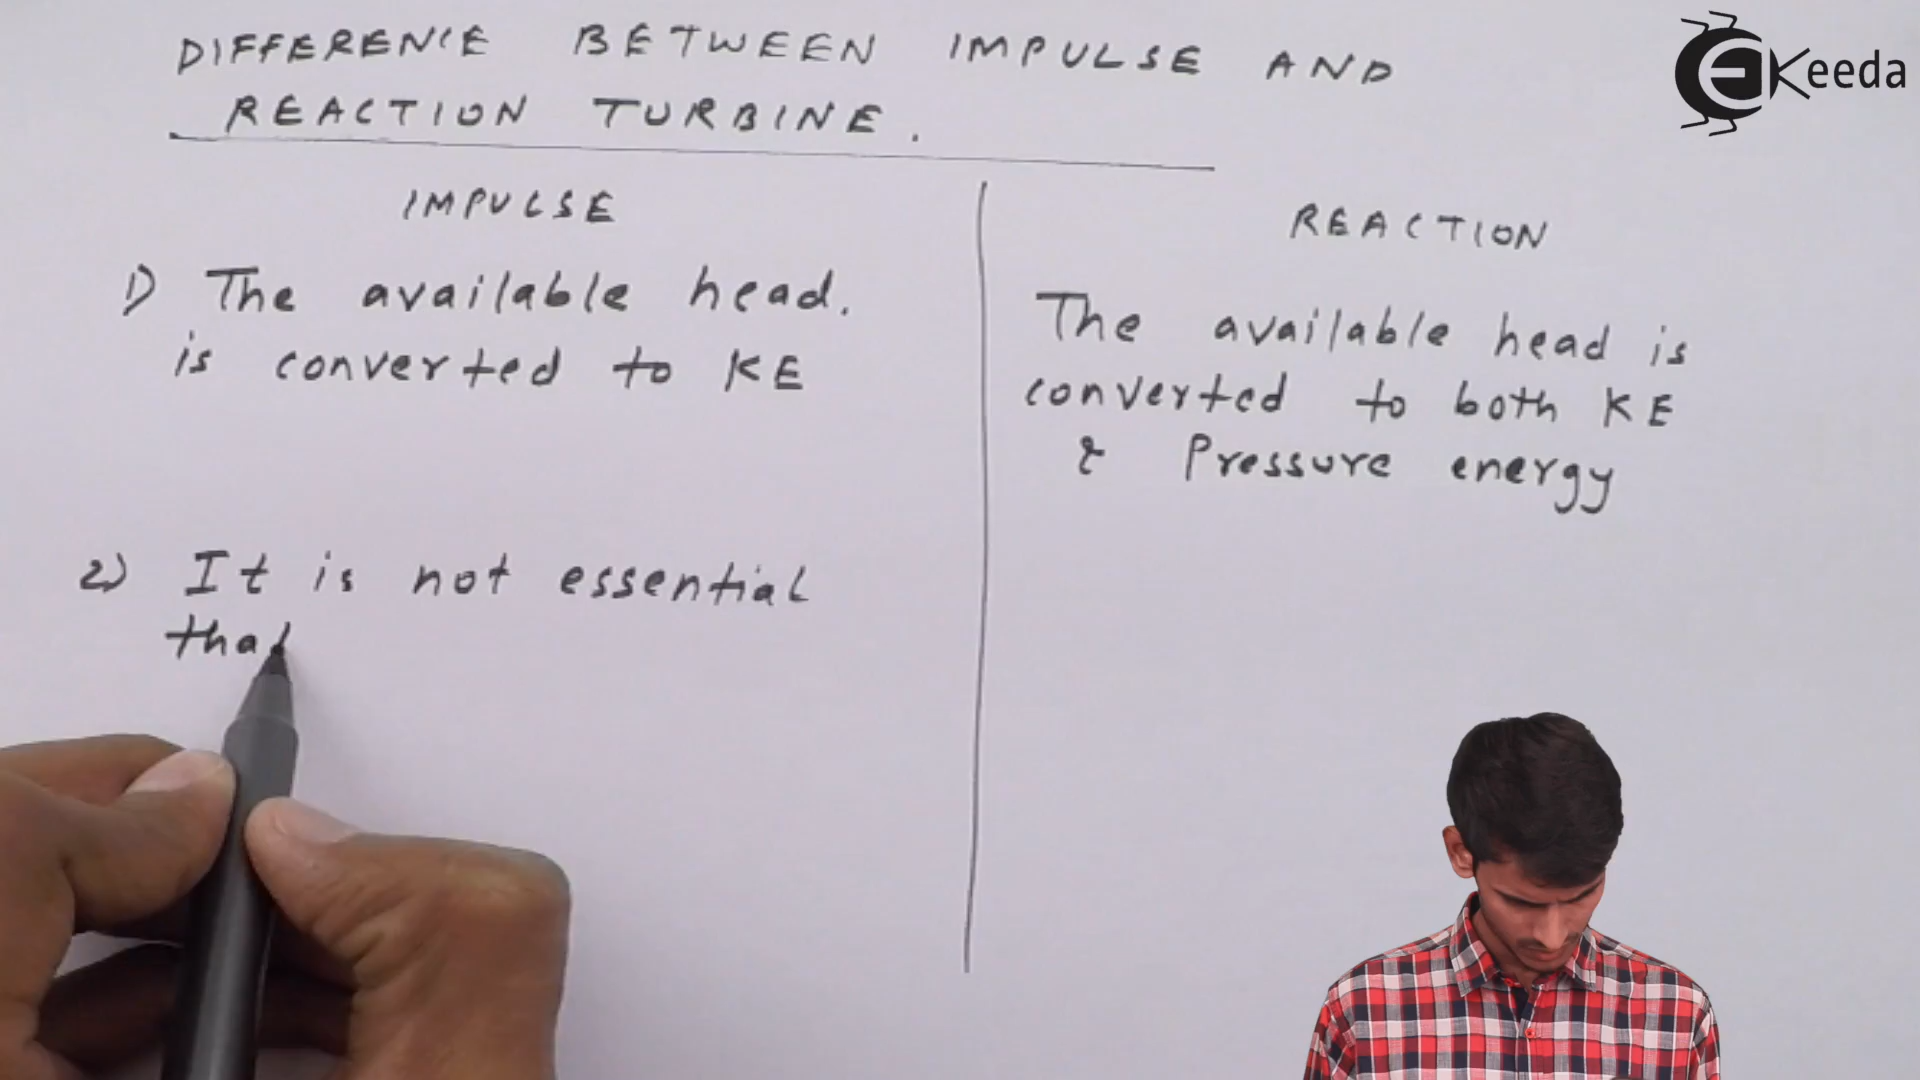 DIFFERENCE BETWEEN IMPULSE AND
REACTION TURBINE.
Keeda
IMPULSE
1) The available head.
is converted to KE
2) It is not essential
that
REACTION
The available head is
converted to both KE
& Pressure energy